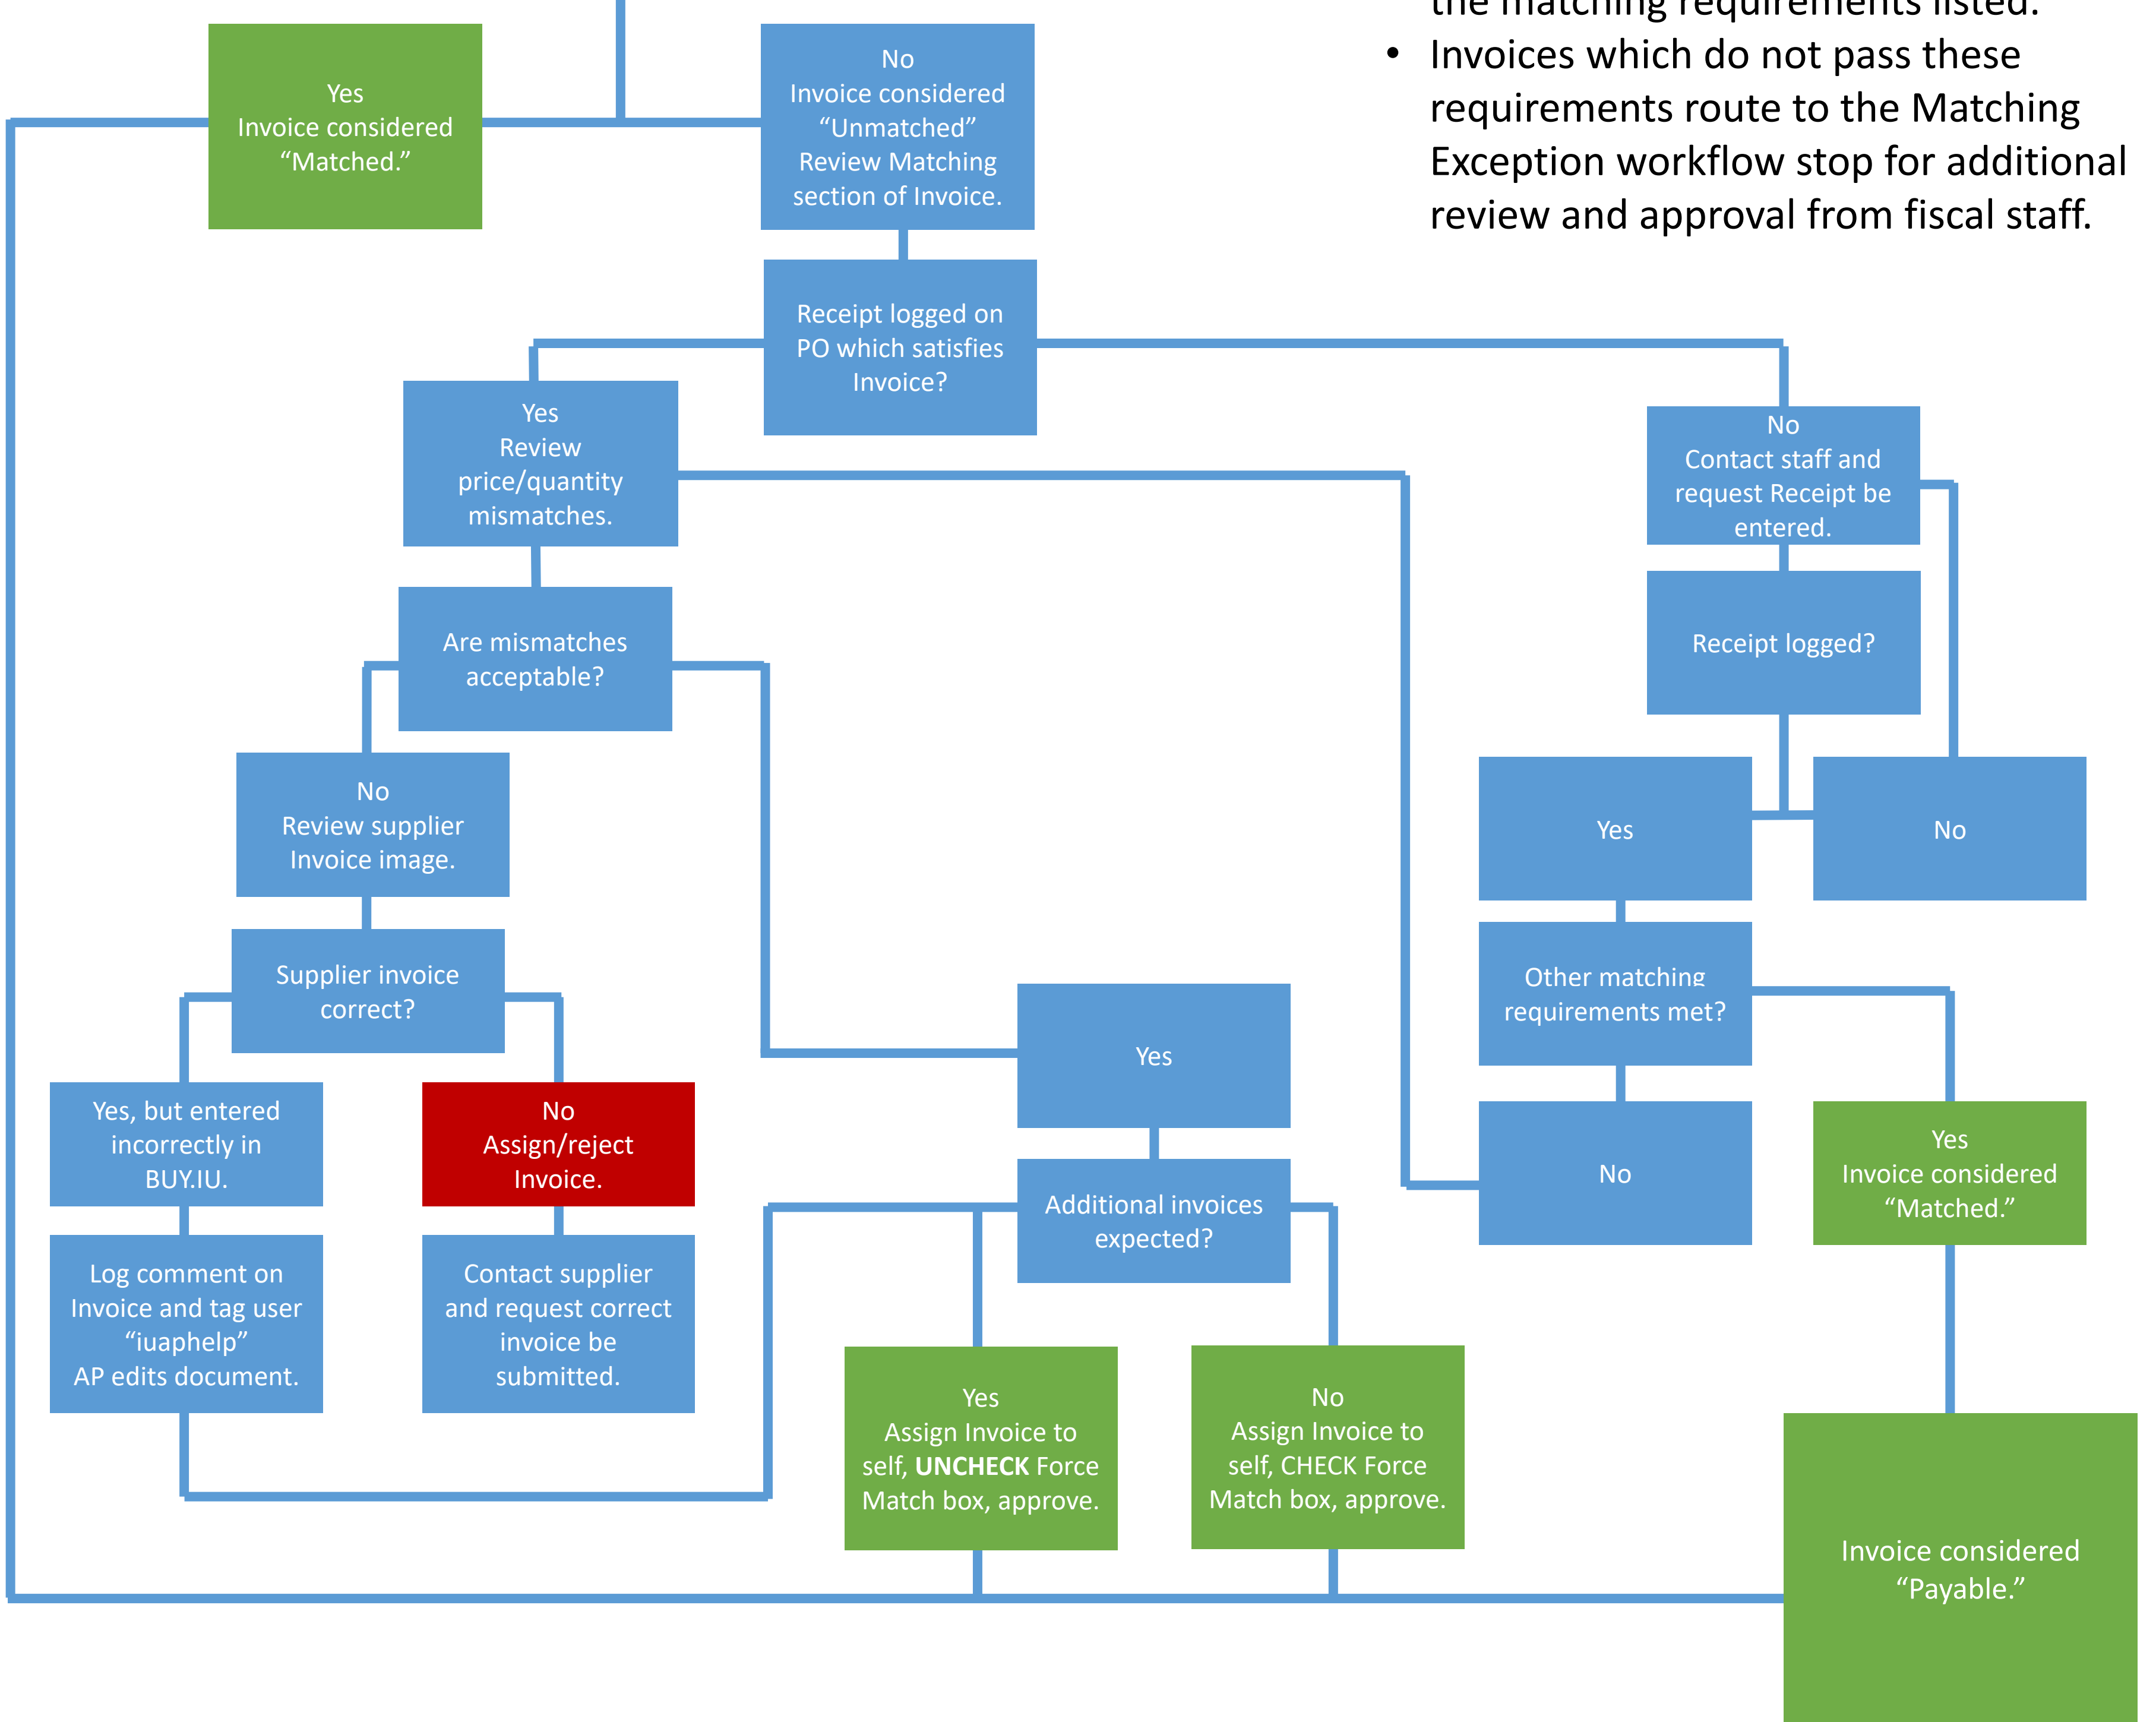 the matching requirements listed.
• Invoices which do not pass these
requirements route to the Matching
Exception workflow stop for additional
review and approval from fiscal staff.
Yes
Invoice considered
“Matched.”
No
Invoice considered
“Unmatched”
Review Matching
section of Invoice.
Receipt logged on
PO which satisfies
Invoice?
Yes
Review
price/quantity
mismatches.
No
Contact staff and
request Receipt be
entered.
Are mismatches
acceptable?
Receipt logged?
No
Review supplier
Invoice image.
Yes
No
Supplier invoice
correct?
Other matching
requirements met?
Yes
Yes, but entered
incorrectly in
BUY.IU.
No
Assign/reject
Invoice.
No
Yes
Invoice considered
“Matched.”
Additional invoices
expected?
Log comment on
Invoice and tag user
“iuaphelp”
AP edits document.
Contact supplier
and request correct
invoice be
submitted.
Yes
Assign Invoice to
self, UNCHECK Force
Match box, approve.
No
Assign Invoice to
self, CHECK Force
Match box, approve.
Invoice considered
“Payable.”